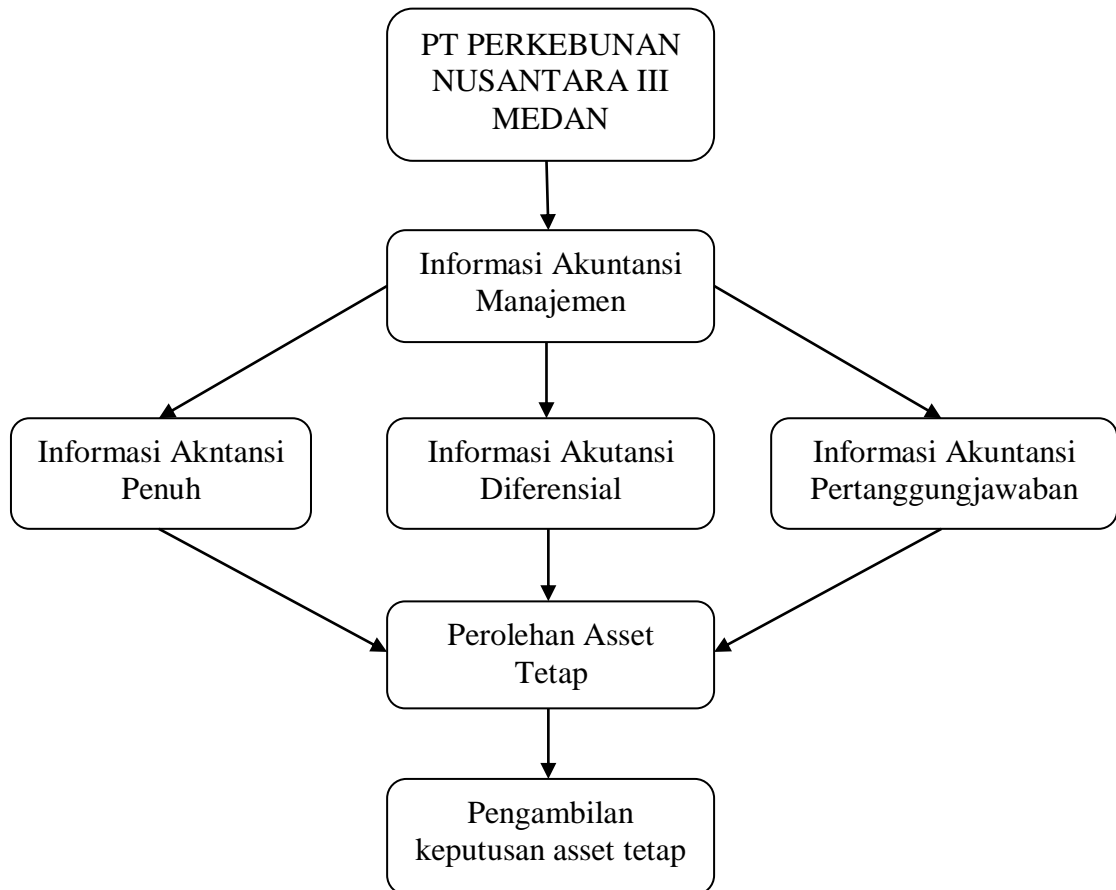 PT PERKEBUNAN
NUSANTARA III
MEDAN
Informasi Akuntansi
Manajemen
Informasi Akntansi
Penuh
Informasi Akutansi
Diferensial
Informasi Akuntansi
Pertanggungjawaban
Perolehan Asset
Tetap
Pengambilan
keputusan asset tetap